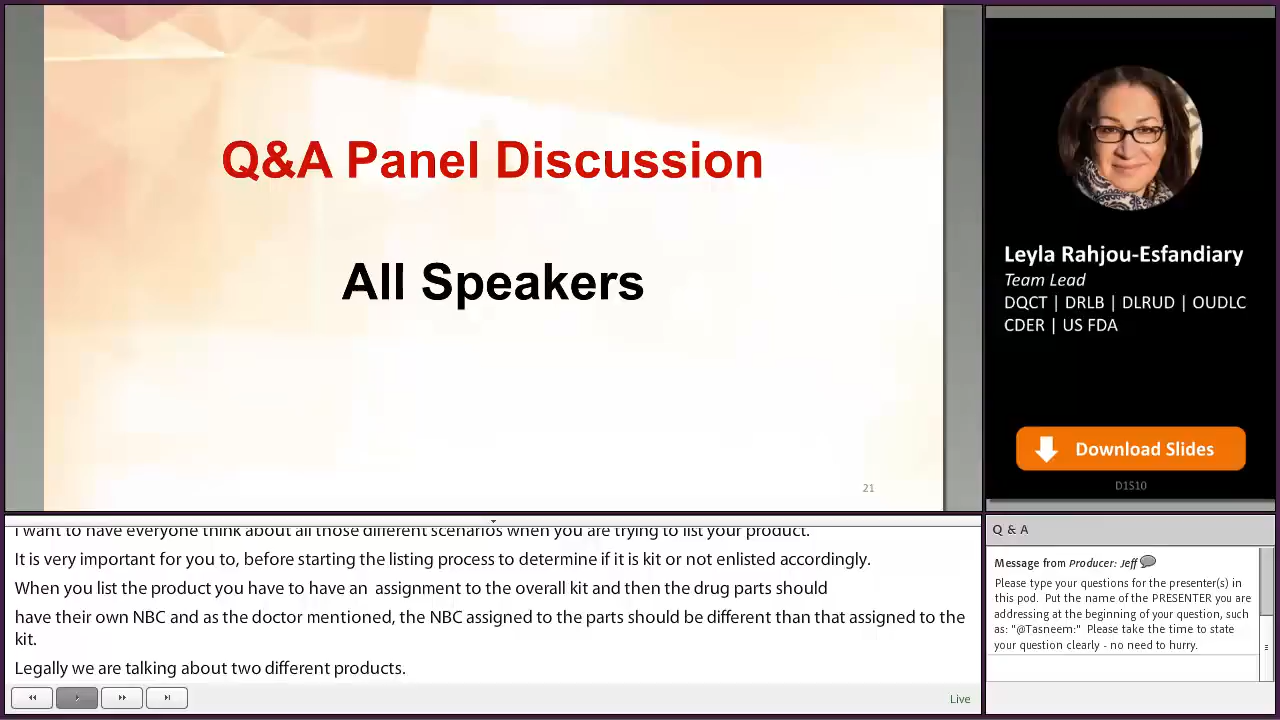 Q&A Panel Discussion
All Speakers
21
Leyla Rahjou-Esfandiary
Team Lead
DQCT | DRLB | DLRUD | OUDLC
CDER | US FDA
Download Slides
D1S10
I want to have everyone think about all those different scenarios when you are trying to list your product.
It is very important for you to, before starting the listing process to determine if it is kit or not enlisted accordingly.
When you list the product you have to have an  assignment to the overall kit and then the drug parts should
have their own NBC and as the doctor mentioned, the NBC assigned to the parts should be different than that assigned to the
kit.
Legally we are talking about two different products.
Live
Q & A
Message from Producer: Jeff
Please type your questions for the presenter(s) in
this pod.  Put the name of the PRESENTER you are
addressing at the beginning of your question, such
as: "@Tasneem:"  Please take the time to state
your question clearly - no need to hurry.